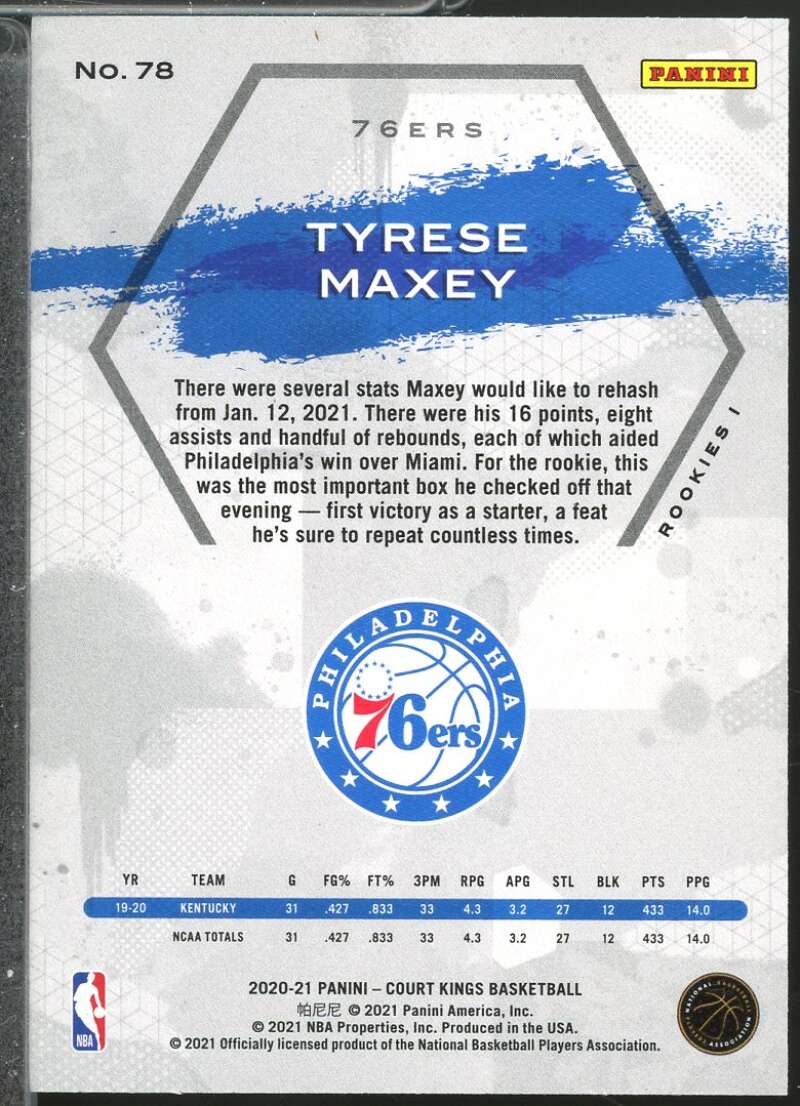 No. 78
PANINI
76ERS
TYRESE
MAXEY
There were several stats Maxey would like to rehash
from Jan. 12, 2021. There were his 16 points, eight
assists and handful of rebounds, each of which aided
Philadelphia's win over Miami. For the rookie, this
was the most important box he checked off that
evening — first victory as a starter, a feat
he's sure to repeat countless times.
ROOKIES I
PHILADELPHIA
76ers
YR TEAM G FG% FT% 3PM RPG APG STL BLK PTS PPG
19-20 KENTUCKY 31 .427 .833 33 4.3 3.2 27 12 433 14.0
NCAA TOTALS 31 .427 .833 33 4.3 3.2 27 12 433 14.0
2020-21 PANINI – COURT KINGS BASKETBALL
帕尼尼 © 2021 Panini America, Inc.
© 2021 NBA Properties, Inc. Produced in the USA.
© 2021 Officially licensed product of the National Basketball Players Association.
NBA
NATIONAL BASKETBALL
PLAYERS ASSOCIATION